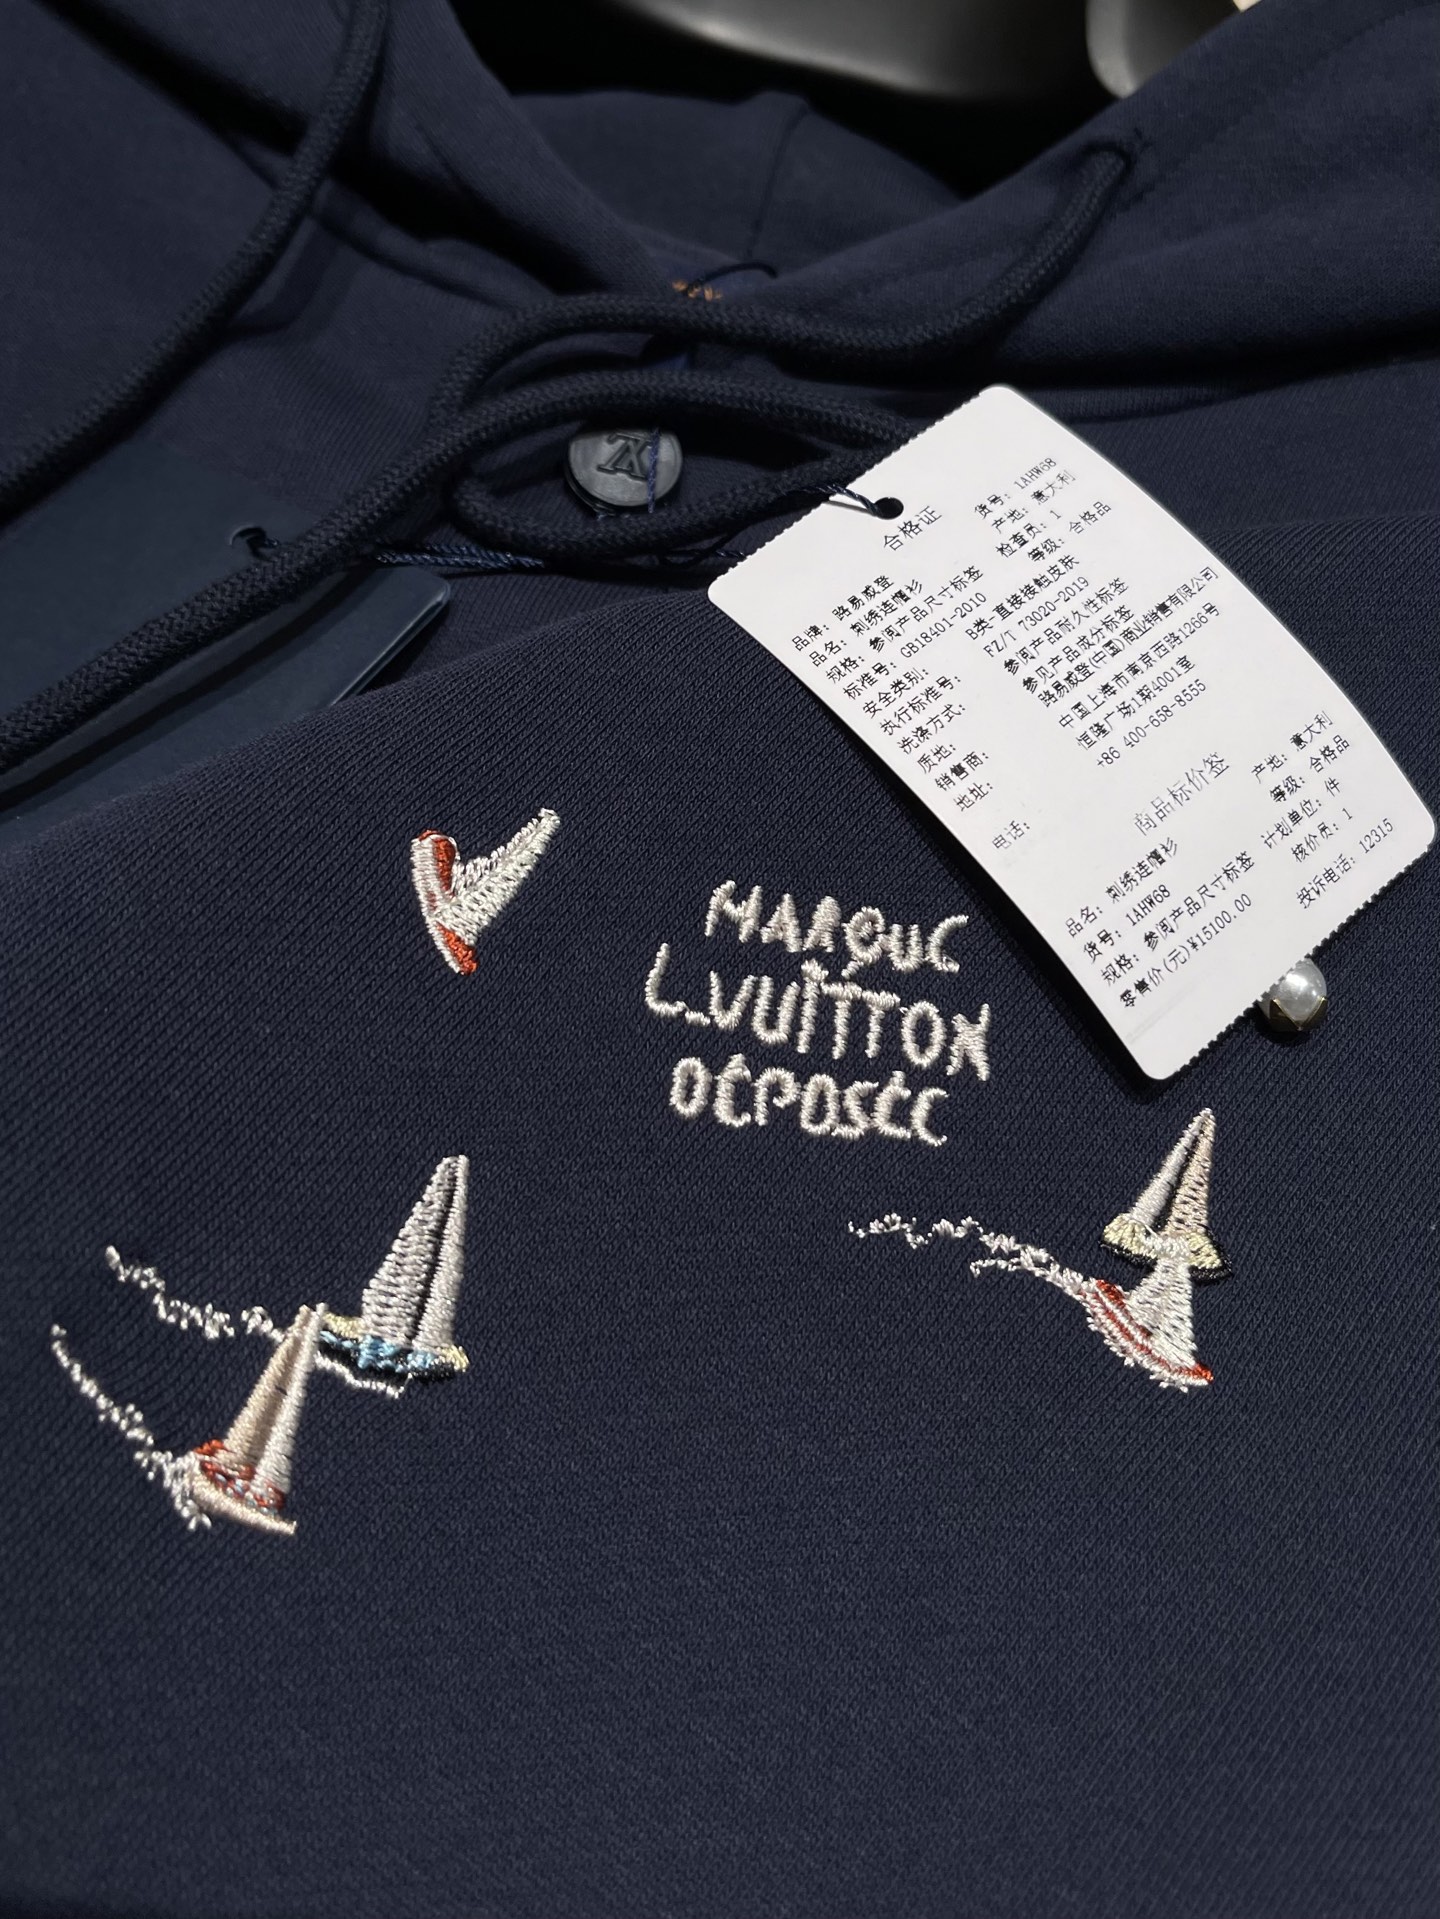 合格证
货号: 1AHW68
产地: 意大利
检查员: 1
等级: 合格品
品牌: 路易威登
品名: 刺绣连帽衫
规格: 参阅产品尺寸标签
标准号: GB18401-2010
安全类别: B类-直接接触皮肤
执行标准号: FZ/T 73020-2019
洗涤方式: 参阅产品耐久性标签
质地: 参见产品成分标签
销售商: 路易威登(中国)商业销售有限公司
地址: 中国上海市南京西路1266号
恒隆广场1期4001室
电话: +86 400-658-8555
商品标价签
产地: 意大利
等级: 合格品
计划单位: 件
核价员: 1
投诉电话: 12315
品名: 刺绣连帽衫
货号: 1AHW68
规格: 参阅产品尺寸标签
零售价(元)¥15100.00
MARQUE
L.VUITTON
DÉPOSÉE